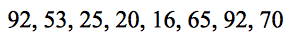 92, 53, 25, 20, 16, 65, 92, 70